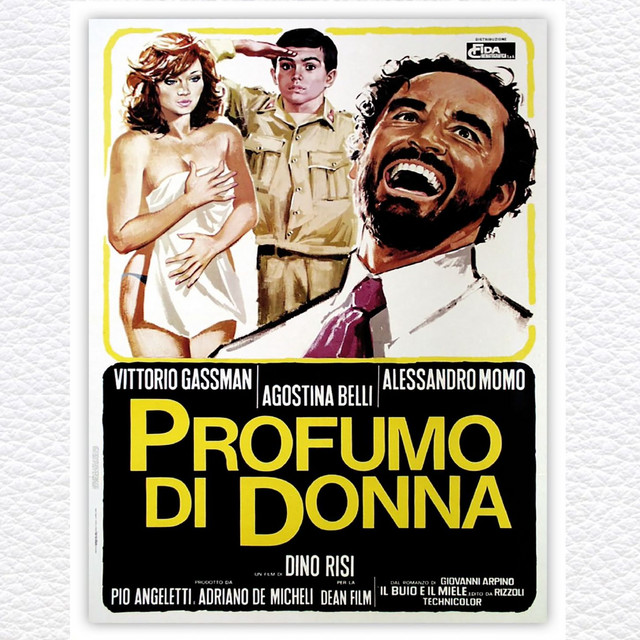 DISTRIBUZIONE
FIDA
CINEMATOGRAFICA S.p.A.
VITTORIO GASSMAN
AGOSTINA BELLI
ALESSANDRO MOMO
PROFUMO
DI DONNA
UN FILM DI DINO RISI
PRODOTTO DA
PIO ANGELETTI, ADRIANO DE MICHELI
PER LA
DEAN FILM
DAL ROMANZO DI GIOVANNI ARPINO
IL BUIO E IL MIELE EDITO DA RIZZOLI
TECHNICOLOR